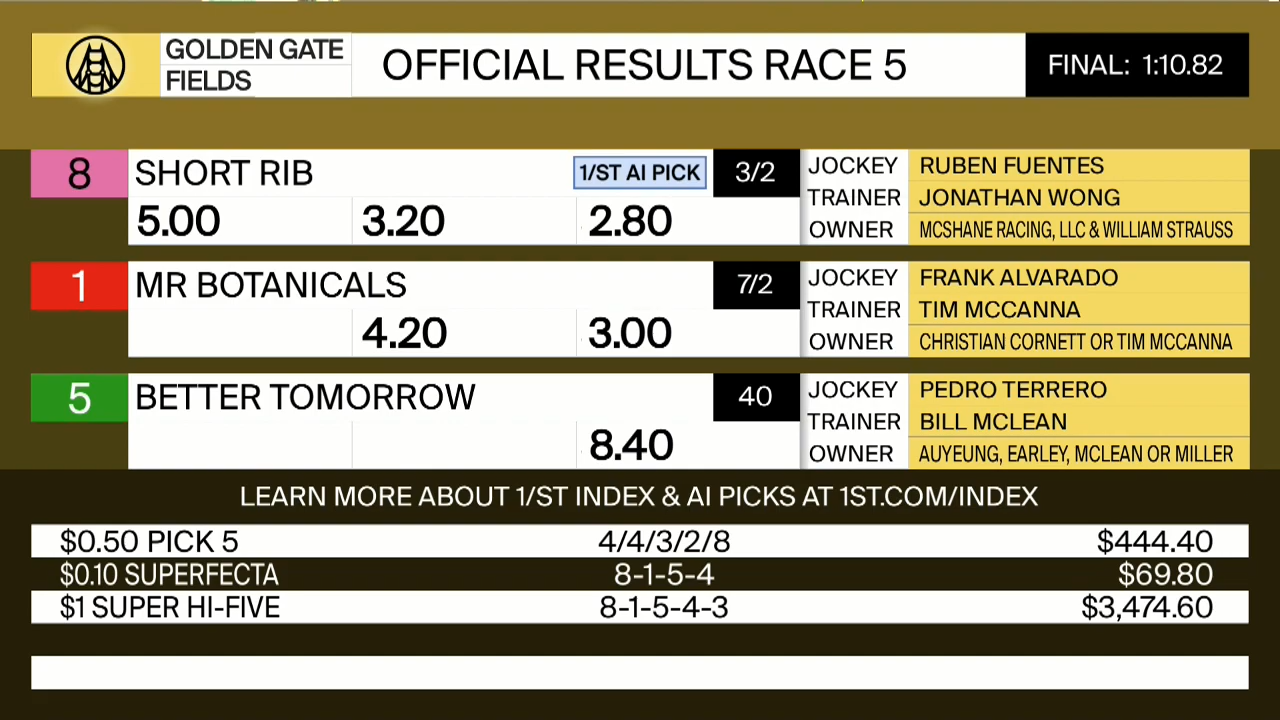 GOLDEN GATE FIELDS
OFFICIAL RESULTS RACE 5
FINAL: 1:10.82
8 SHORT RIB 1/ST AI PICK 3/2
5.00 3.20 2.80
JOCKEY RUBEN FUENTES
TRAINER JONATHAN WONG
OWNER MCSHANE RACING, LLC & WILLIAM STRAUSS
1 MR BOTANICALS 7/2
4.20 3.00
JOCKEY FRANK ALVARADO
TRAINER TIM MCCANNA
OWNER CHRISTIAN CORNETT OR TIM MCCANNA
5 BETTER TOMORROW 40
8.40
JOCKEY PEDRO TERRERO
TRAINER BILL MCLEAN
OWNER AUYEUNG, EARLEY, MCLEAN OR MILLER
LEARN MORE ABOUT 1/ST INDEX & AI PICKS AT 1ST.COM/INDEX
$0.50 PICK 5 4/4/3/2/8 $444.40
$0.10 SUPERFECTA 8-1-5-4 $69.80
$1 SUPER HI-FIVE 8-1-5-4-3 $3,474.60